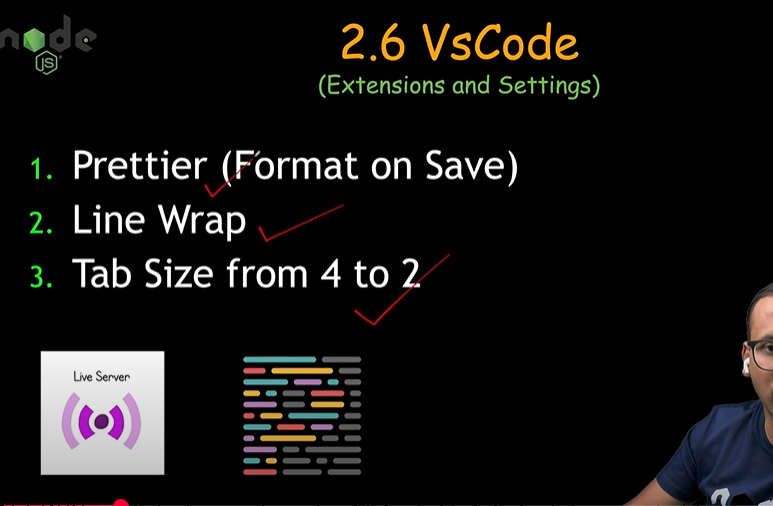 node
JS
2.6 VsCode
(Extensions and Settings)
1. Prettier (Format on Save)
2. Line Wrap
3. Tab Size from 4 to 2
Live Server